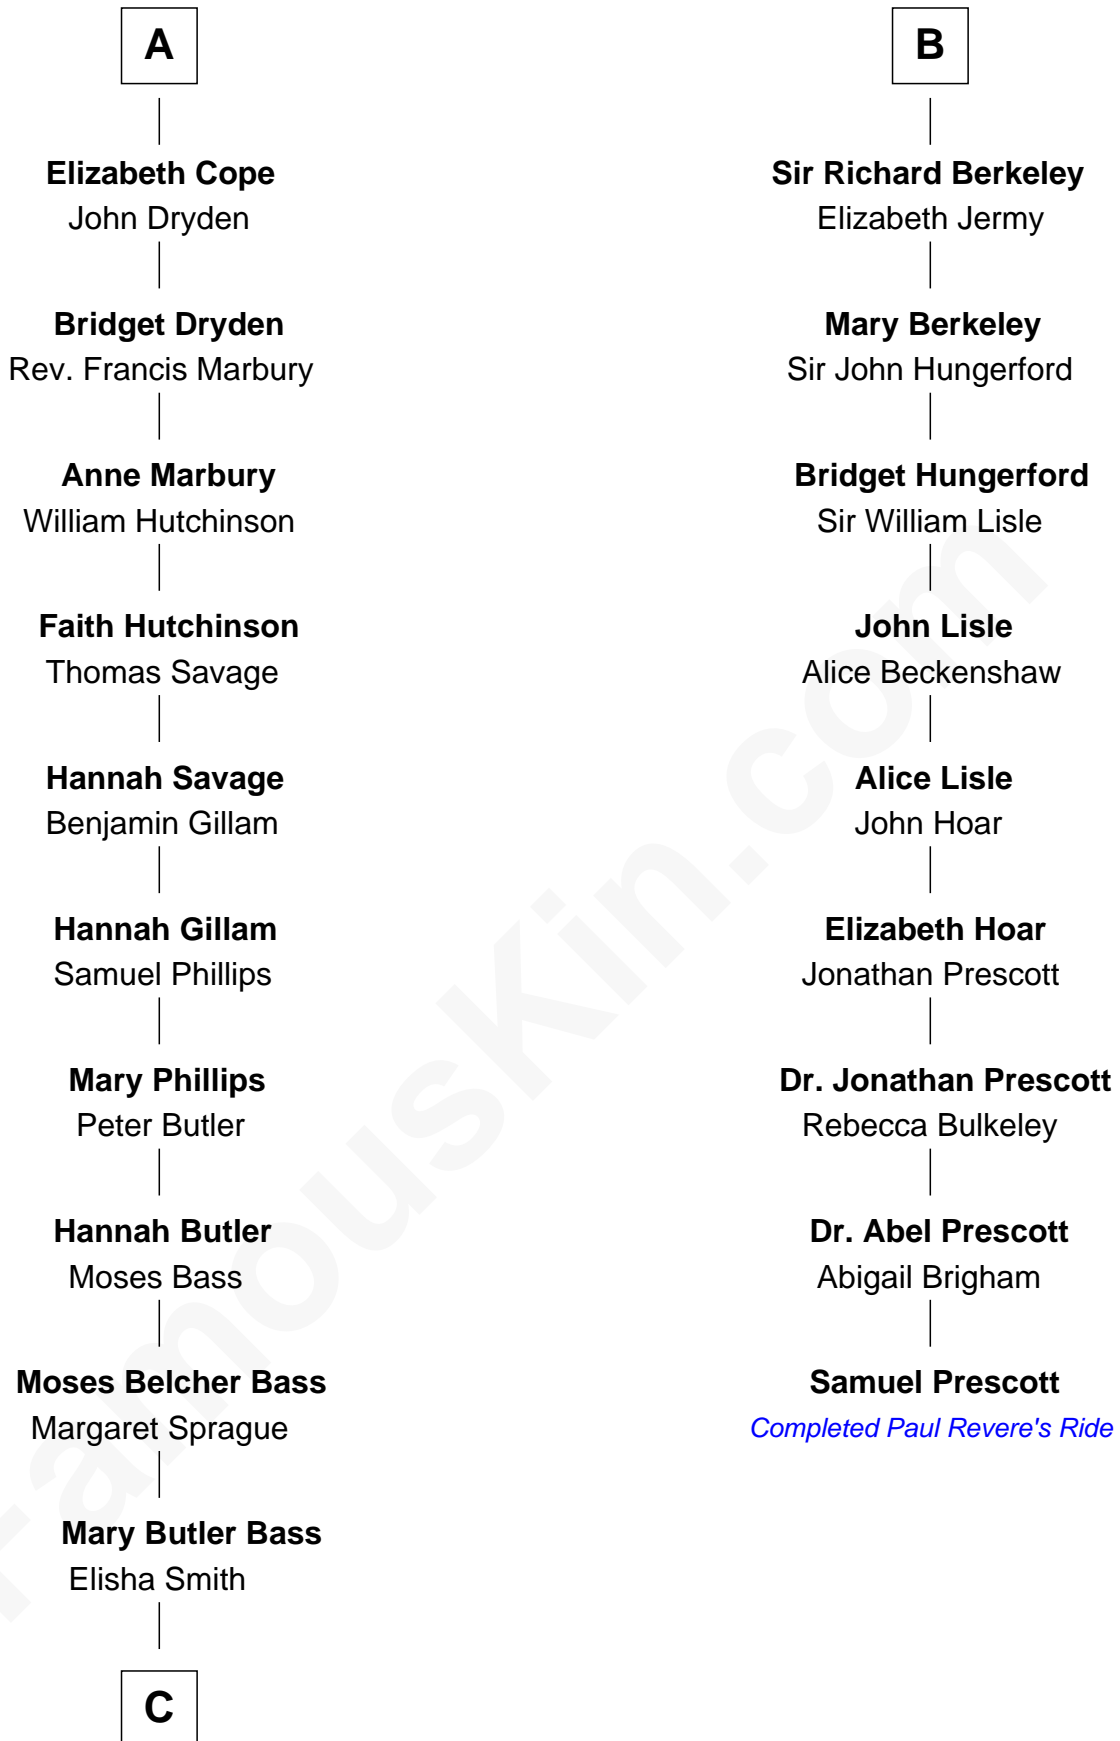 A
Elizabeth Cope
John Dryden
Bridget Dryden
Rev. Francis Marbury
Anne Marbury
William Hutchinson
Faith Hutchinson
Thomas Savage
Hannah Savage
Benjamin Gillam
Hannah Gillam
Samuel Phillips
Mary Phillips
Peter Butler
Hannah Butler
Moses Bass
Moses Belcher Bass
Margaret Sprague
Mary Butler Bass
Elisha Smith
C
B
Sir Richard Berkeley
Elizabeth Jermy
Mary Berkeley
Sir John Hungerford
Bridget Hungerford
Sir William Lisle
John Lisle
Alice Beckenshaw
Alice Lisle
John Hoar
Elizabeth Hoar
Jonathan Prescott
Dr. Jonathan Prescott
Rebecca Bulkeley
Dr. Abel Prescott
Abigail Brigham
Samuel Prescott
Completed Paul Revere's Ride
FamousKin.com